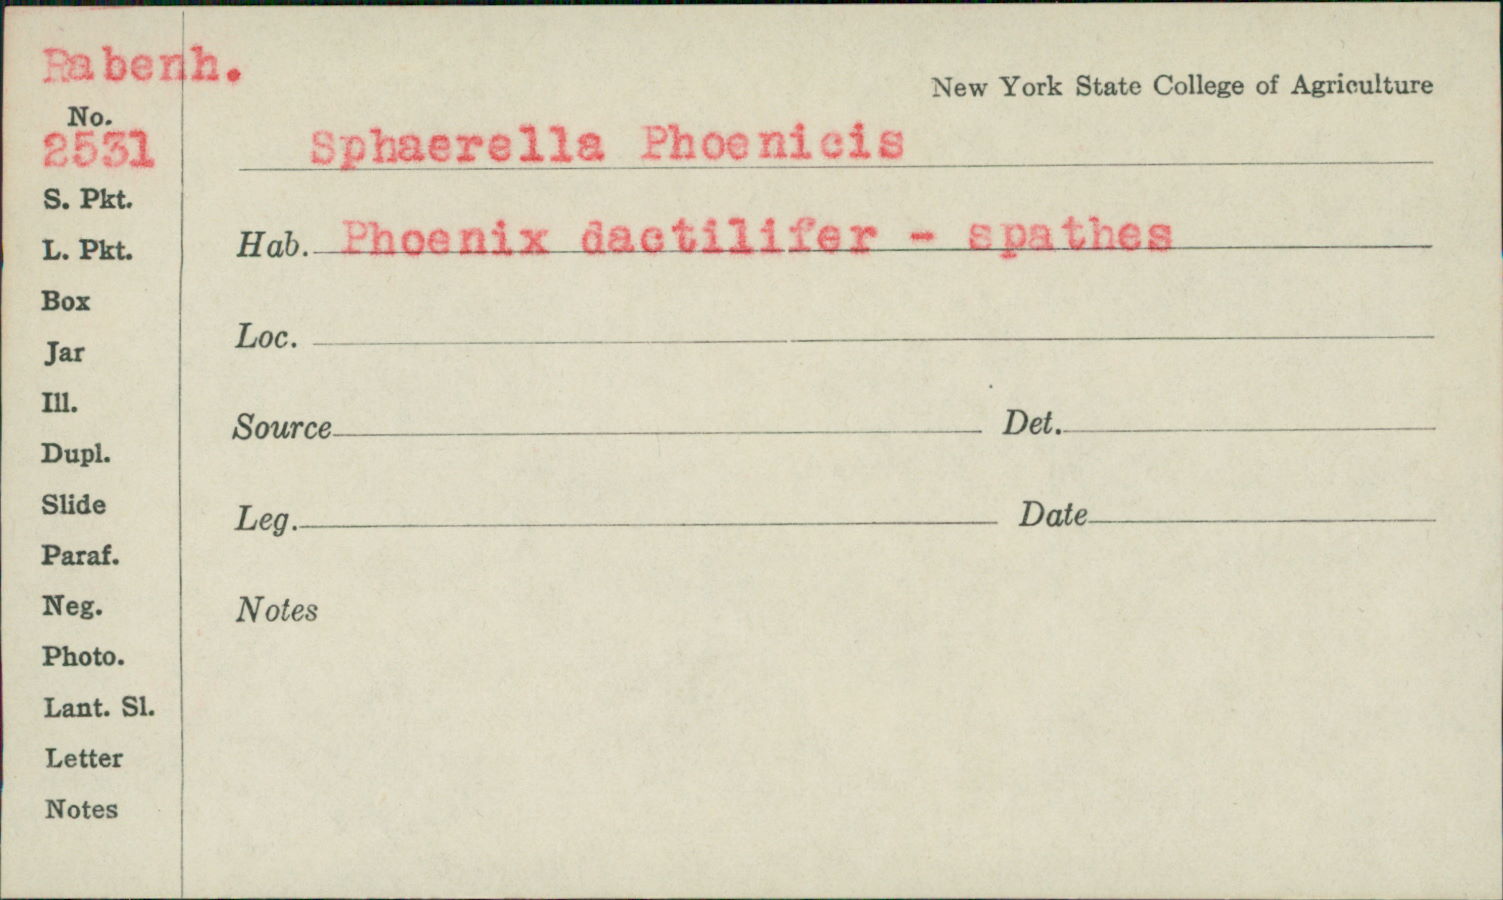 Rabenh.
New York State College of Agriculture
No.
2531
Sphaerella Phoenicis
S. Pkt.
Hab. Phoenix dactilifer - spathes
L. Pkt.
Box
Loc.
Jar
Ill.
Source Det.
Dupl.
Slide
Leg. Date
Paraf.
Neg.
Notes
Photo.
Lant. Sl.
Letter
Notes